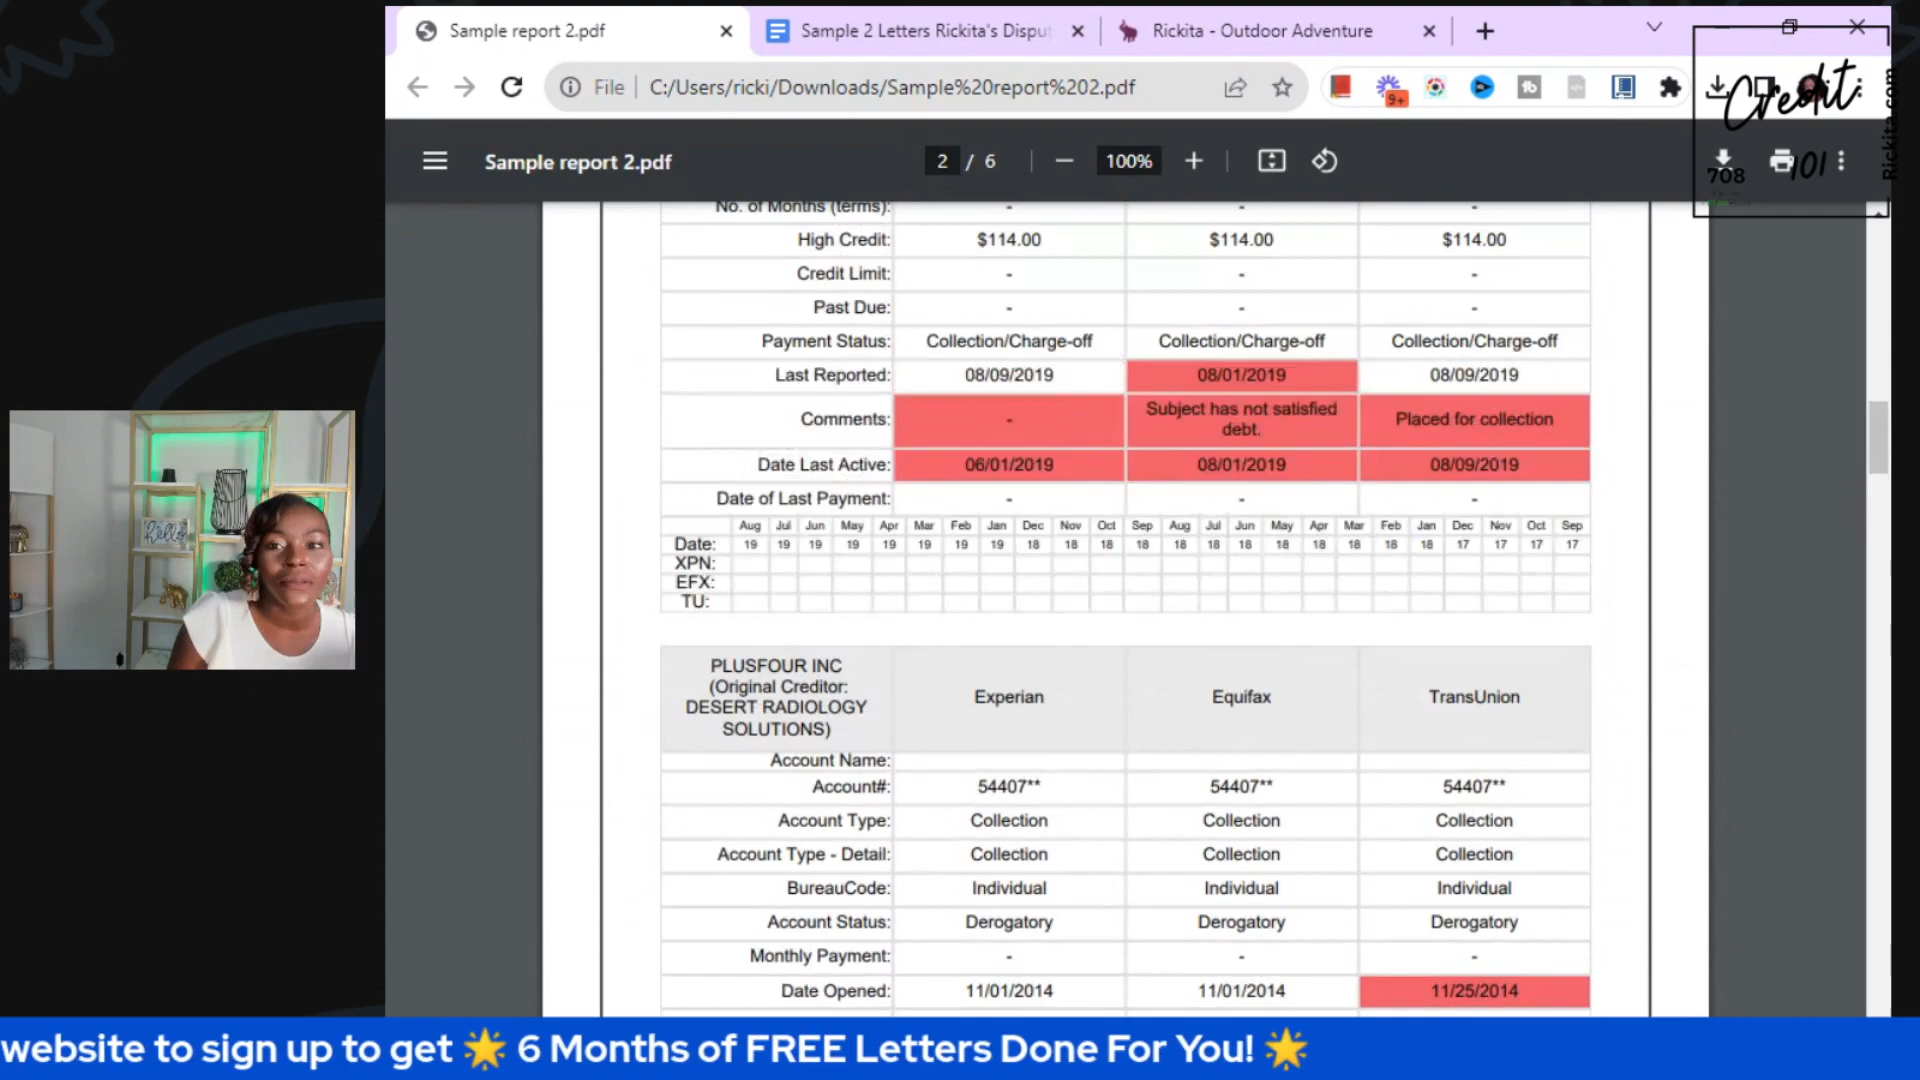 Sample report 2.pdf
Sample 2 Letters Rickita's Disput
Rickita - Outdoor Adventure
File
C:/Users/ricki/Downloads/Sample%20report%202.pdf
9+
tb
Credit
101
708
Rickita.com
Sample report 2.pdf
2 / 6
100%
No. of Months (terms): - - -
High Credit: $114.00 $114.00 $114.00
Credit Limit: - - -
Past Due: - - -
Payment Status: Collection/Charge-off Collection/Charge-off Collection/Charge-off
Last Reported: 08/09/2019 08/01/2019 08/09/2019
Comments: - Subject has not satisfied debt. Placed for collection
Date Last Active: 06/01/2019 08/01/2019 08/09/2019
Date of Last Payment: - - -
Aug Jul Jun May Apr Mar Feb Jan Dec Nov Oct Sep Aug Jul Jun May Apr Mar Feb Jan Dec Nov Oct Sep
Date: 19 19 19 19 19 19 19 19 18 18 18 18 18 18 18 18 18 18 18 18 17 17 17 17
XPN:
EFX:
TU:
PLUSFOUR INC
(Original Creditor:
DESERT RADIOLOGY
SOLUTIONS)
Experian Equifax TransUnion
Account Name:
Account#: 54407** 54407** 54407**
Account Type: Collection Collection Collection
Account Type - Detail: Collection Collection Collection
BureauCode: Individual Individual Individual
Account Status: Derogatory Derogatory Derogatory
Monthly Payment: - - -
Date Opened: 11/01/2014 11/01/2014 11/25/2014
hello
website to sign up to get 🌟 6 Months of FREE Letters Done For You! 🌟